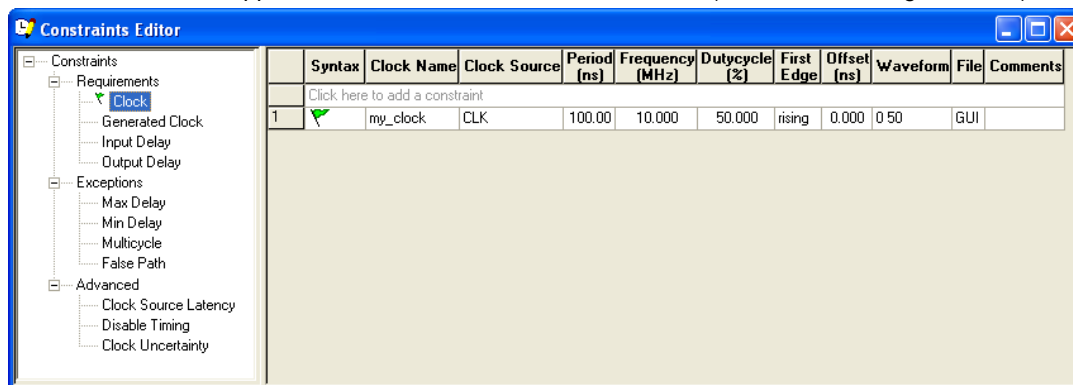 Constraints Editor
Constraints
Requirements
Clock
Generated Clock
Input Delay
Output Delay
Exceptions
Max Delay
Min Delay
Multicycle
False Path
Advanced
Clock Source Latency
Disable Timing
Clock Uncertainty
Syntax Clock Name Clock Source Period (ns) Frequency (MHz) Dutycycle (%) First Edge Offset (ns) Waveform File Comments
Click here to add a constraint
1 my_clock CLK 100.00 10.000 50.000 rising 0.000 0 50 GUI